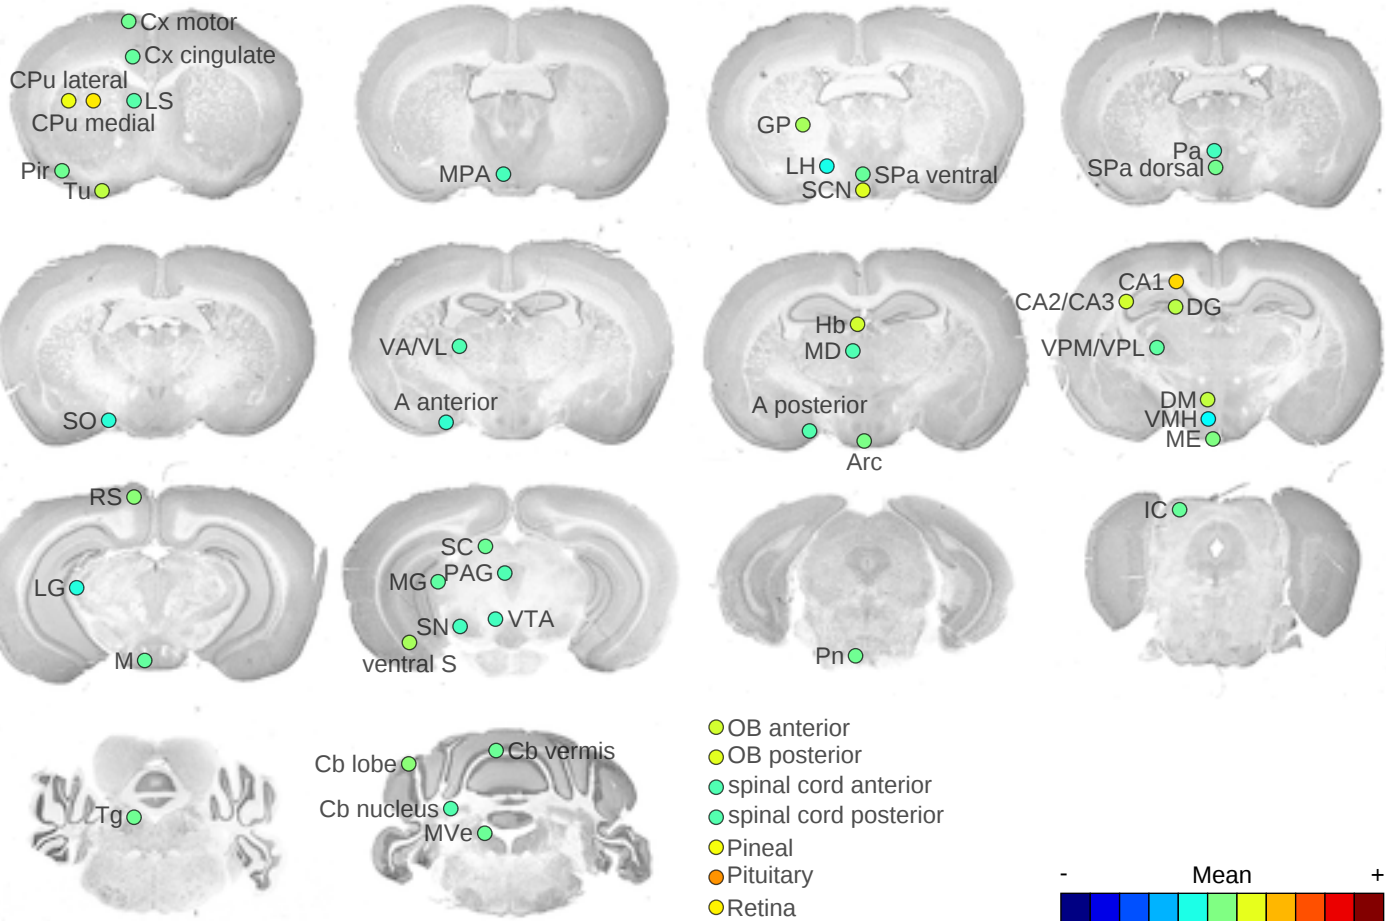 Cx motor
Cx cingulate
CPu lateral
LS
CPu medial
Pir
Tu
MPA
GP
LH
SPa ventral
SCN
Pa
SPa dorsal
SO
VA/VL
A anterior
Hb
MD
A posterior
Arc
CA1
CA2/CA3
DG
VPM/VPL
DM
VMH
ME
RS
LG
M
SC
MG
PAG
SN
VTA
ventral S
Pn
IC
Tg
Cb lobe
Cb vermis
Cb nucleus
MVe
OB anterior
OB posterior
spinal cord anterior
spinal cord posterior
Pineal
Pituitary
Retina
- Mean +